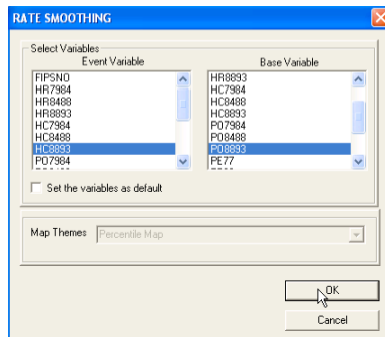 RATE SMOOTHING
Select Variables
Event Variable
FIPSNO
HR7984
HR8488
HR8893
HC7984
HC8488
HC8893
PO7984
Base Variable
HR8893
HC7984
HC8488
HC8893
PO7984
PO8488
PO8893
PE77
Set the variables as default
Map Themes
Percentile Map
OK
Cancel